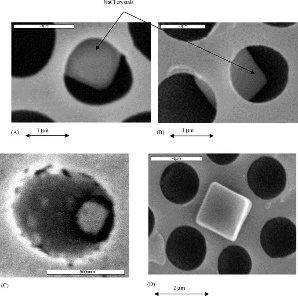 NaCl crystals
(A)
1 μm
(B)
1 μm
(C)
(D)
2 μm